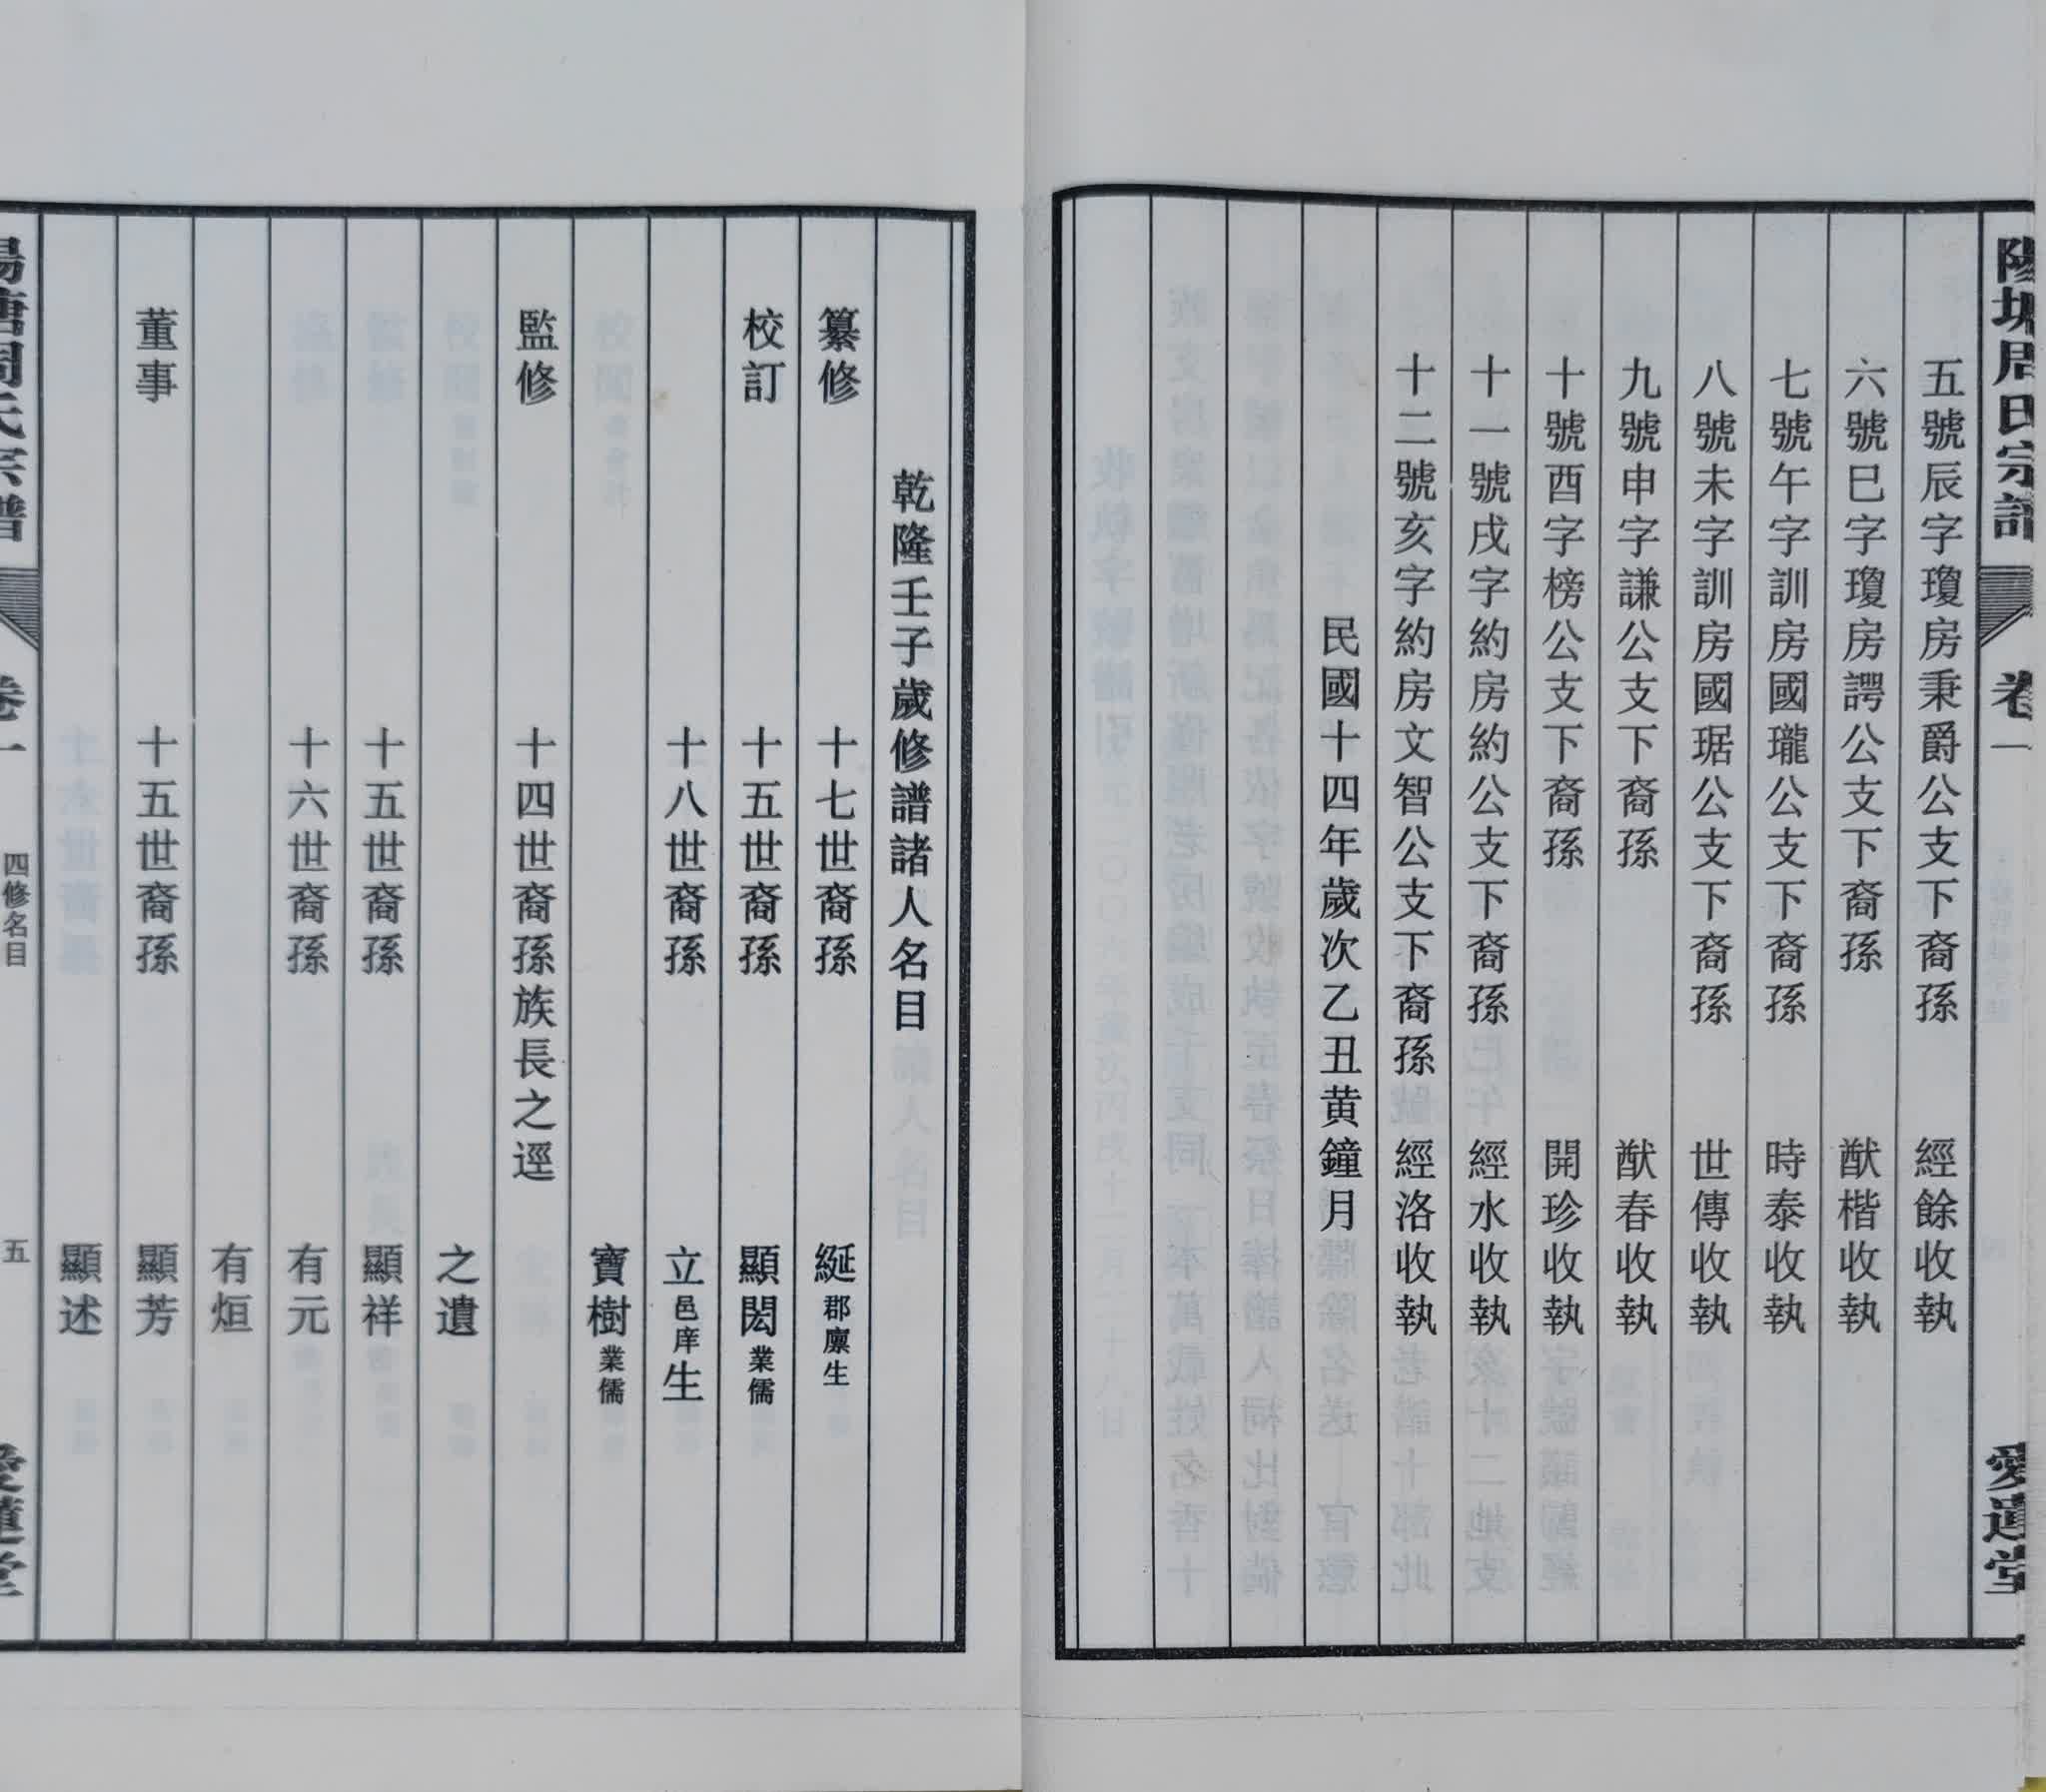 陽塘周氏宗譜 卷一 愛蓮堂
五號辰字瓊房秉爵公支下裔孫 經餘收執
六號巳字瓊房諤公支下裔孫 猷楷收執
七號午字訓房國瓏公支下裔孫 時泰收執
八號未字訓房國琚公支下裔孫 世傳收執
九號申字謙公支下裔孫 猷春收執
十號酉字榜公支下裔孫 開珍收執
十一號戌字約房約公支下裔孫 經水收執
十二號亥字約房文智公支下裔孫 經洛收執
民國十四年歲次乙丑黄鐘月
乾隆壬子歲修譜諸人名目
纂修 十七世裔孫 綖郡廪生
校訂 十五世裔孫 顯閎業儒
十八世裔孫 立邑庠生
寶樹業儒
監修 十四世裔孫族長之逕
之遺
十五世裔孫 顯祥
十六世裔孫 有元
有烜
董事 十五世裔孫 顯芳
顯述
陽塘周氏宗譜 卷一 四修名目 五 愛蓮堂